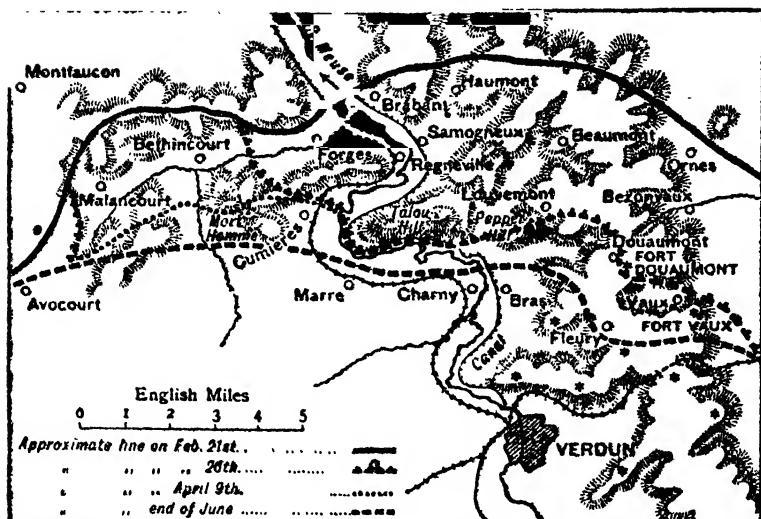 Montfaucon
Meuse
Haumont
Brabant
Samogneux
Beaumont
Bethincourt
Forges
Regnéville
Ornes
Malancourt
Louvemont
Bezonvaux
Mort Homme
Talou Hill
Pepper Hill
Cumières
Douaumont
FORT DOUAUMONT
Avocourt
Marre
Charny
Bras
Vaux
FORT VAUX
Fleury
Canal
English Miles
0 1 2 3 4 5
VERDUN
Approximate line on Feb. 21st.
" " " " 26th.
" " " April 9th.
" " end of June